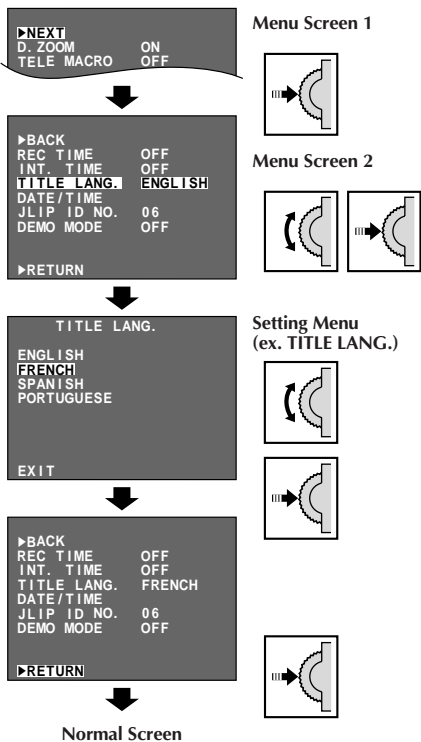 ▶NEXT
D. ZOOM ON
TELE MACRO OFF
Menu Screen 1
▶BACK
REC TIME OFF
INT. TIME OFF
TITLE LANG. ENGLISH
DATE/TIME
JLIP ID NO. 06
DEMO MODE OFF
▶RETURN
Menu Screen 2
TITLE LANG.
ENGLISH
FRENCH
SPANISH
PORTUGUESE
EXIT
Setting Menu
(ex. TITLE LANG.)
▶BACK
REC TIME OFF
INT. TIME OFF
TITLE LANG. FRENCH
DATE/TIME
JLIP ID NO. 06
DEMO MODE OFF
▶RETURN
Normal Screen